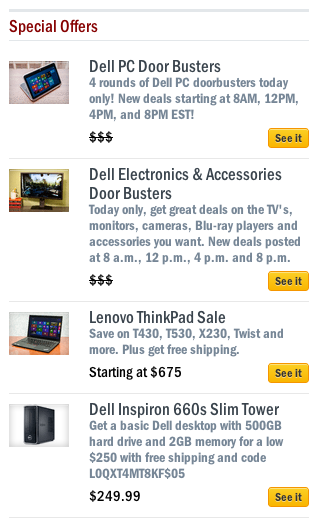 Special Offers
Dell PC Door Busters
4 rounds of Dell PC doorbusters today
only! New deals starting at 8AM, 12PM,
4PM, and 8PM EST!
$$$
See it
Dell Electronics & Accessories
Door Busters
Today only, get great deals on the TV's,
monitors, cameras, Blu-ray players and
accessories you want. New deals posted
at 8 a.m., 12 p.m., 4 p.m. and 8 p.m.
$$$
See it
Lenovo ThinkPad Sale
Save on T430, T530, X230, Twist and
more. Plus get free shipping.
Starting at $675
See it
Dell Inspiron 660s Slim Tower
Get a basic Dell desktop with 500GB
hard drive and 2GB memory for a low
$250 with free shipping and code
L0QXT4MT8KF$05
$249.99
See it